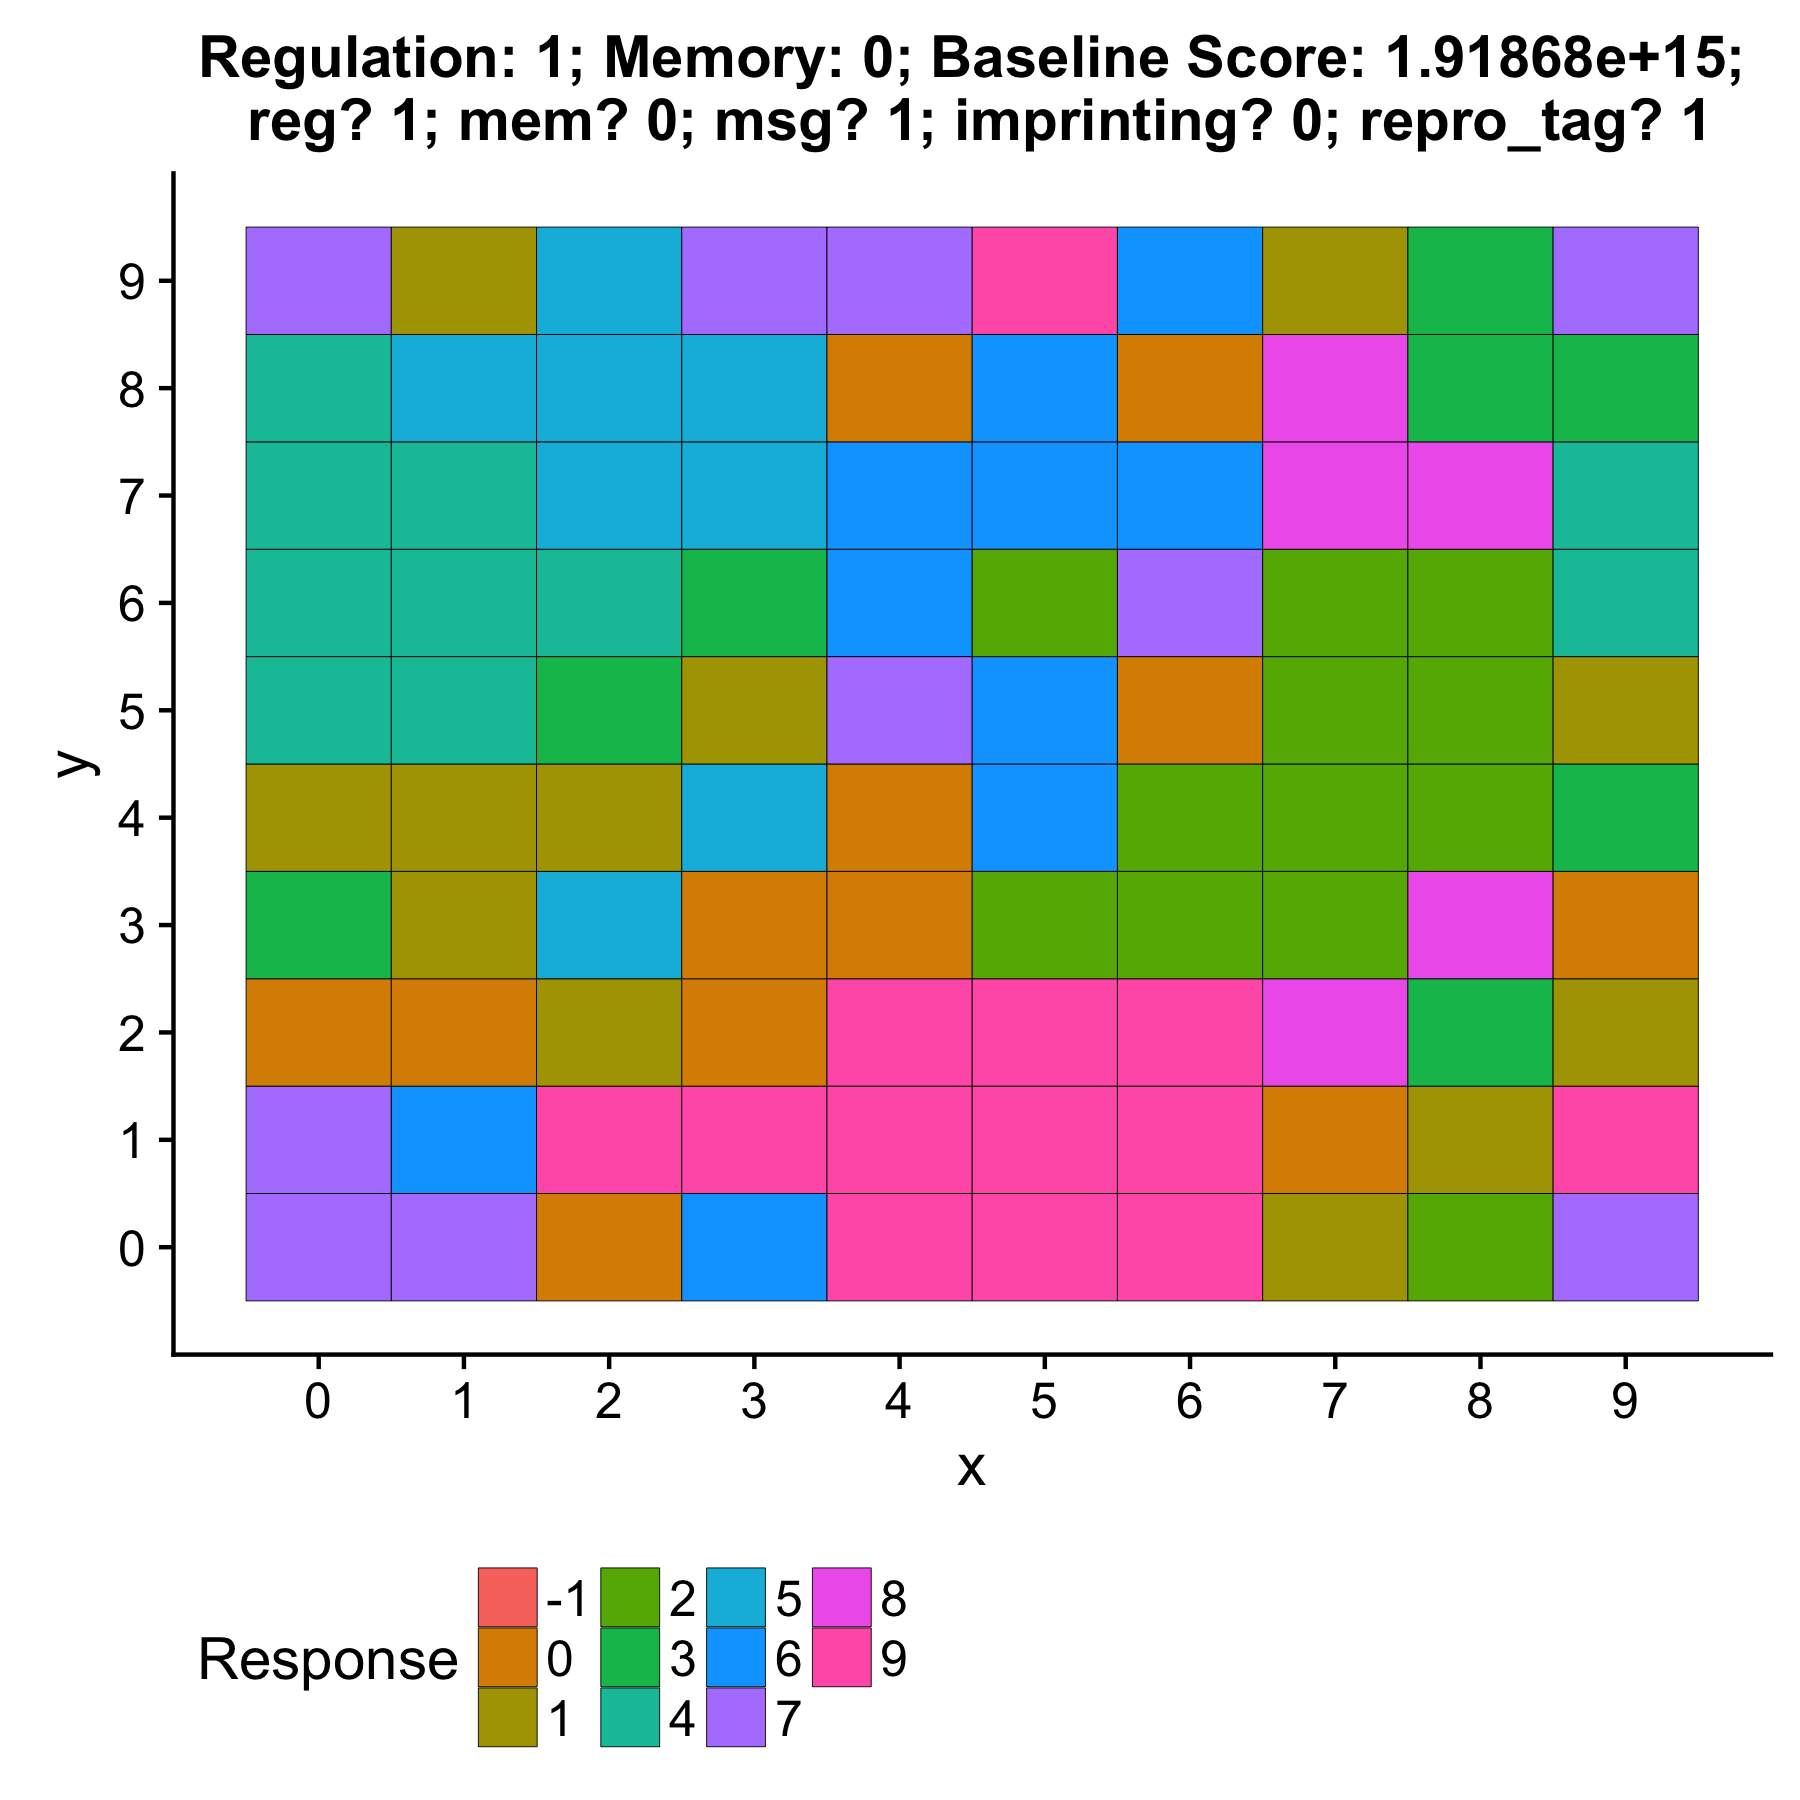 Regulation: 1; Memory: 0; Baseline Score: 1.91868e+15;
reg? 1; mem? 0; msg? 1; imprinting? 0; repro_tag? 1
9
8
7
6
5
4
3
2
1
0
y
0 1 2 3 4 5 6 7 8 9
x
Response
-1 2 5 8
0 3 6 9
1 4 7